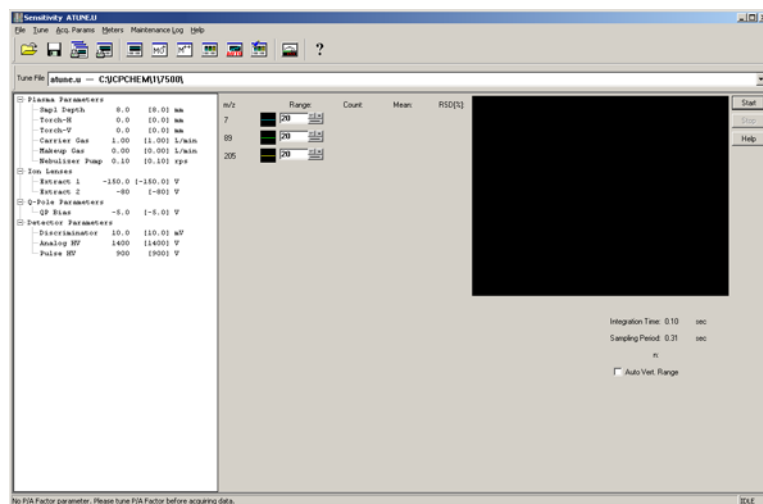 Sensitivity ATUNE.U
File Tune Acq. Params Meters Maintenance Log Help
Tune File atune.u — C:\ICPCHEM\1\7500\
Plasma Parameters
Smpl Depth 8.0 [8.0] mm
Torch-H 0.0 [0.0] mm
Torch-V 0.0 [0.0] mm
Carrier Gas 1.00 [1.00] L/min
Makeup Gas 0.00 [0.00] L/min
Nebulizer Pump 0.10 [0.10] rps
Ion Lenses
Extract 1 -150.0 [-150.0] V
Extract 2 -80 [-80] V
Q-Pole Parameters
QP Bias -5.0 [-5.0] V
Detector Parameters
Discriminator 10.0 [10.0] mV
Analog HV 1400 [1400] V
Pulse HV 900 [900] V
m/z Range: Count: Mean: RSD[%]:
7 20
89 20
205 20
Start
Stop
Help
Integration Time: 0.10 sec
Sampling Period: 0.31 sec
n:
Auto Vert. Range
No P/A Factor parameter. Please tune P/A Factor before acquiring data.
IDLE